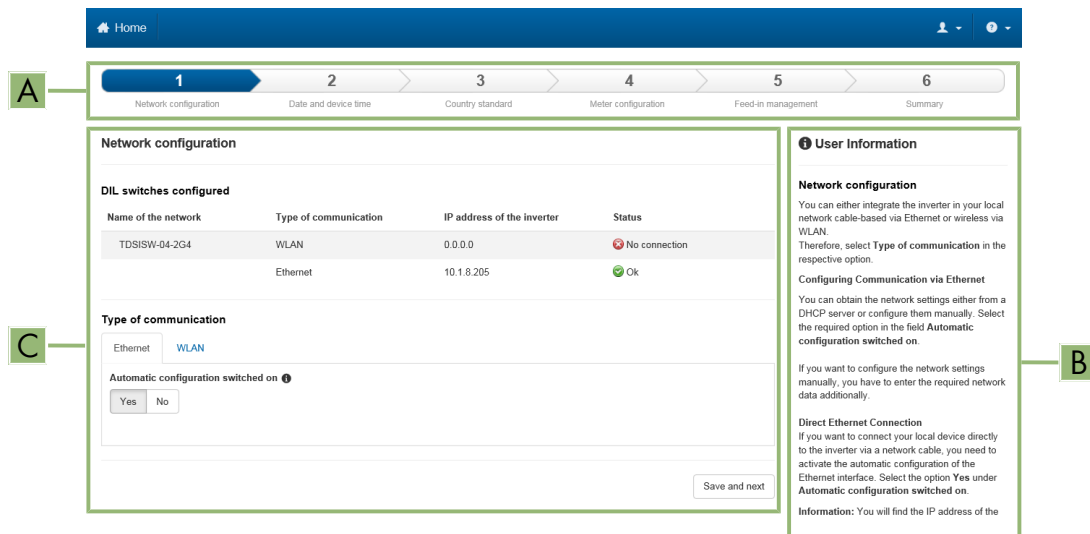 Home
A
1 2 3 4 5 6
Network configuration Date and device time Country standard Meter configuration Feed-in management Summary
C
Network configuration
DIL switches configured
Name of the network Type of communication IP address of the inverter Status
TDSISW-04-2G4 WLAN 0.0.0.0 No connection
Ethernet 10.1.8.205 Ok
Type of communication
Ethernet WLAN
Automatic configuration switched on
Yes No
Save and next
B
User Information
Network configuration
You can either integrate the inverter in your local
network cable-based via Ethernet or wireless via
WLAN.
Therefore, select Type of communication in the
respective option.
Configuring Communication via Ethernet
You can obtain the network settings either from a
DHCP server or configure them manually. Select
the required option in the field Automatic
configuration switched on.
If you want to configure the network settings
manually, you have to enter the required network
data additionally.
Direct Ethernet Connection
If you want to connect your local device directly
to the inverter via a network cable, you need to
activate the automatic configuration of the
Ethernet interface. Select the option Yes under
Automatic configuration switched on.
Information: You will find the IP address of the